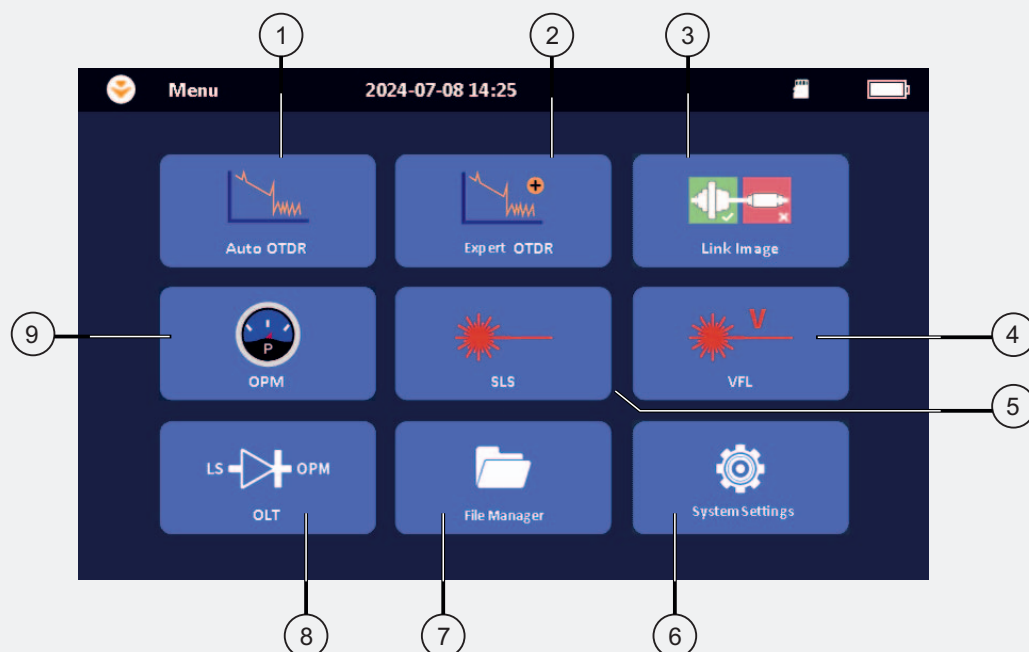 1 2 3
Menu 2024-07-08 14:25
Auto OTDR Expert OTDR Link Image
9 P V 4
OPM SLS VFL
5
LS OPM
OLT File Manager System Settings
8 7 6